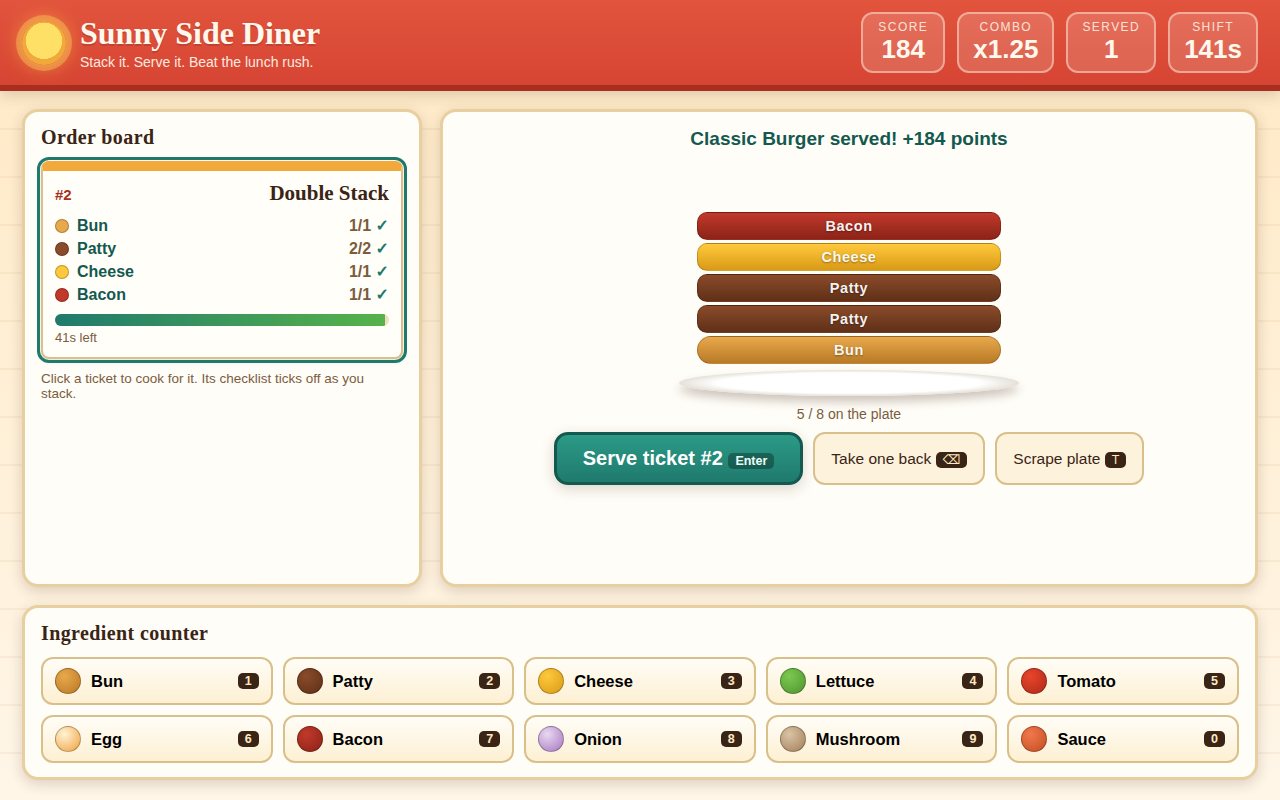 Sunny Side Diner
Stack it. Serve it. Beat the lunch rush.
SCORE
184
COMBO
x1.25
SERVED
1
SHIFT
141s
Order board
#2 Double Stack
Bun 1/1 ✓
Patty 2/2 ✓
Cheese 1/1 ✓
Bacon 1/1 ✓
41s left
Click a ticket to cook for it. Its checklist ticks off as you
stack.
Classic Burger served! +184 points
Bacon
Cheese
Patty
Patty
Bun
5 / 8 on the plate
Serve ticket #2 Enter
Take one back ⌫
Scrape plate T
Ingredient counter
Bun 1
Patty 2
Cheese 3
Lettuce 4
Tomato 5
Egg 6
Bacon 7
Onion 8
Mushroom 9
Sauce 0